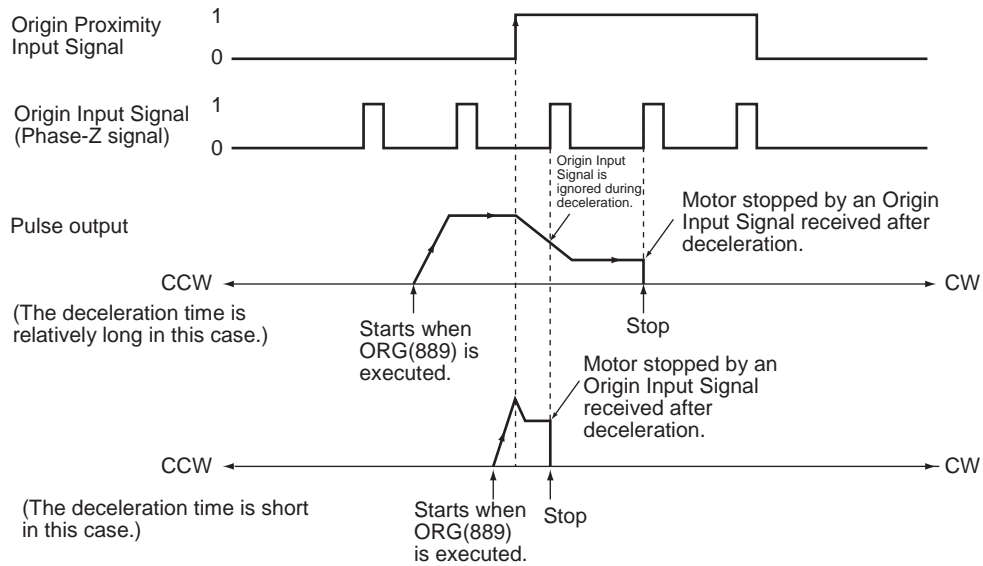 Origin Proximity
Input Signal
1
0
Origin Input Signal
(Phase-Z signal)
1
0
Origin Input
Signal is
ignored during
deceleration.
Motor stopped by an Origin
Input Signal received after
deceleration.
Pulse output
CCW
CW
(The deceleration time is
relatively long in this case.)
Starts when
ORG(889) is
executed.
Stop
Motor stopped by an
Origin Input Signal
received after
deceleration.
CCW
CW
(The deceleration time is short
in this case.)
Starts when
ORG(889)
is executed.
Stop